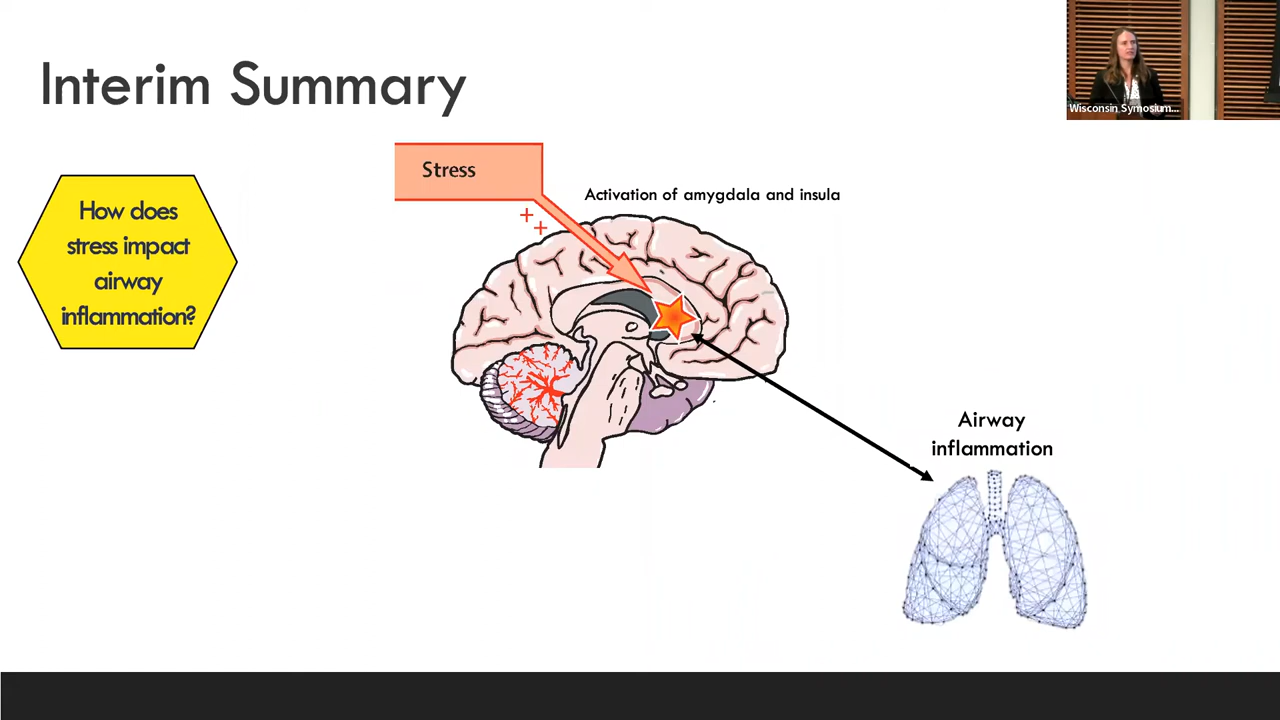 Interim Summary
Wisconsin Symosium...
Stress
Activation of amygdala and insula
++
How does
stress impact
airway
inflammation?
Airway
inflammation